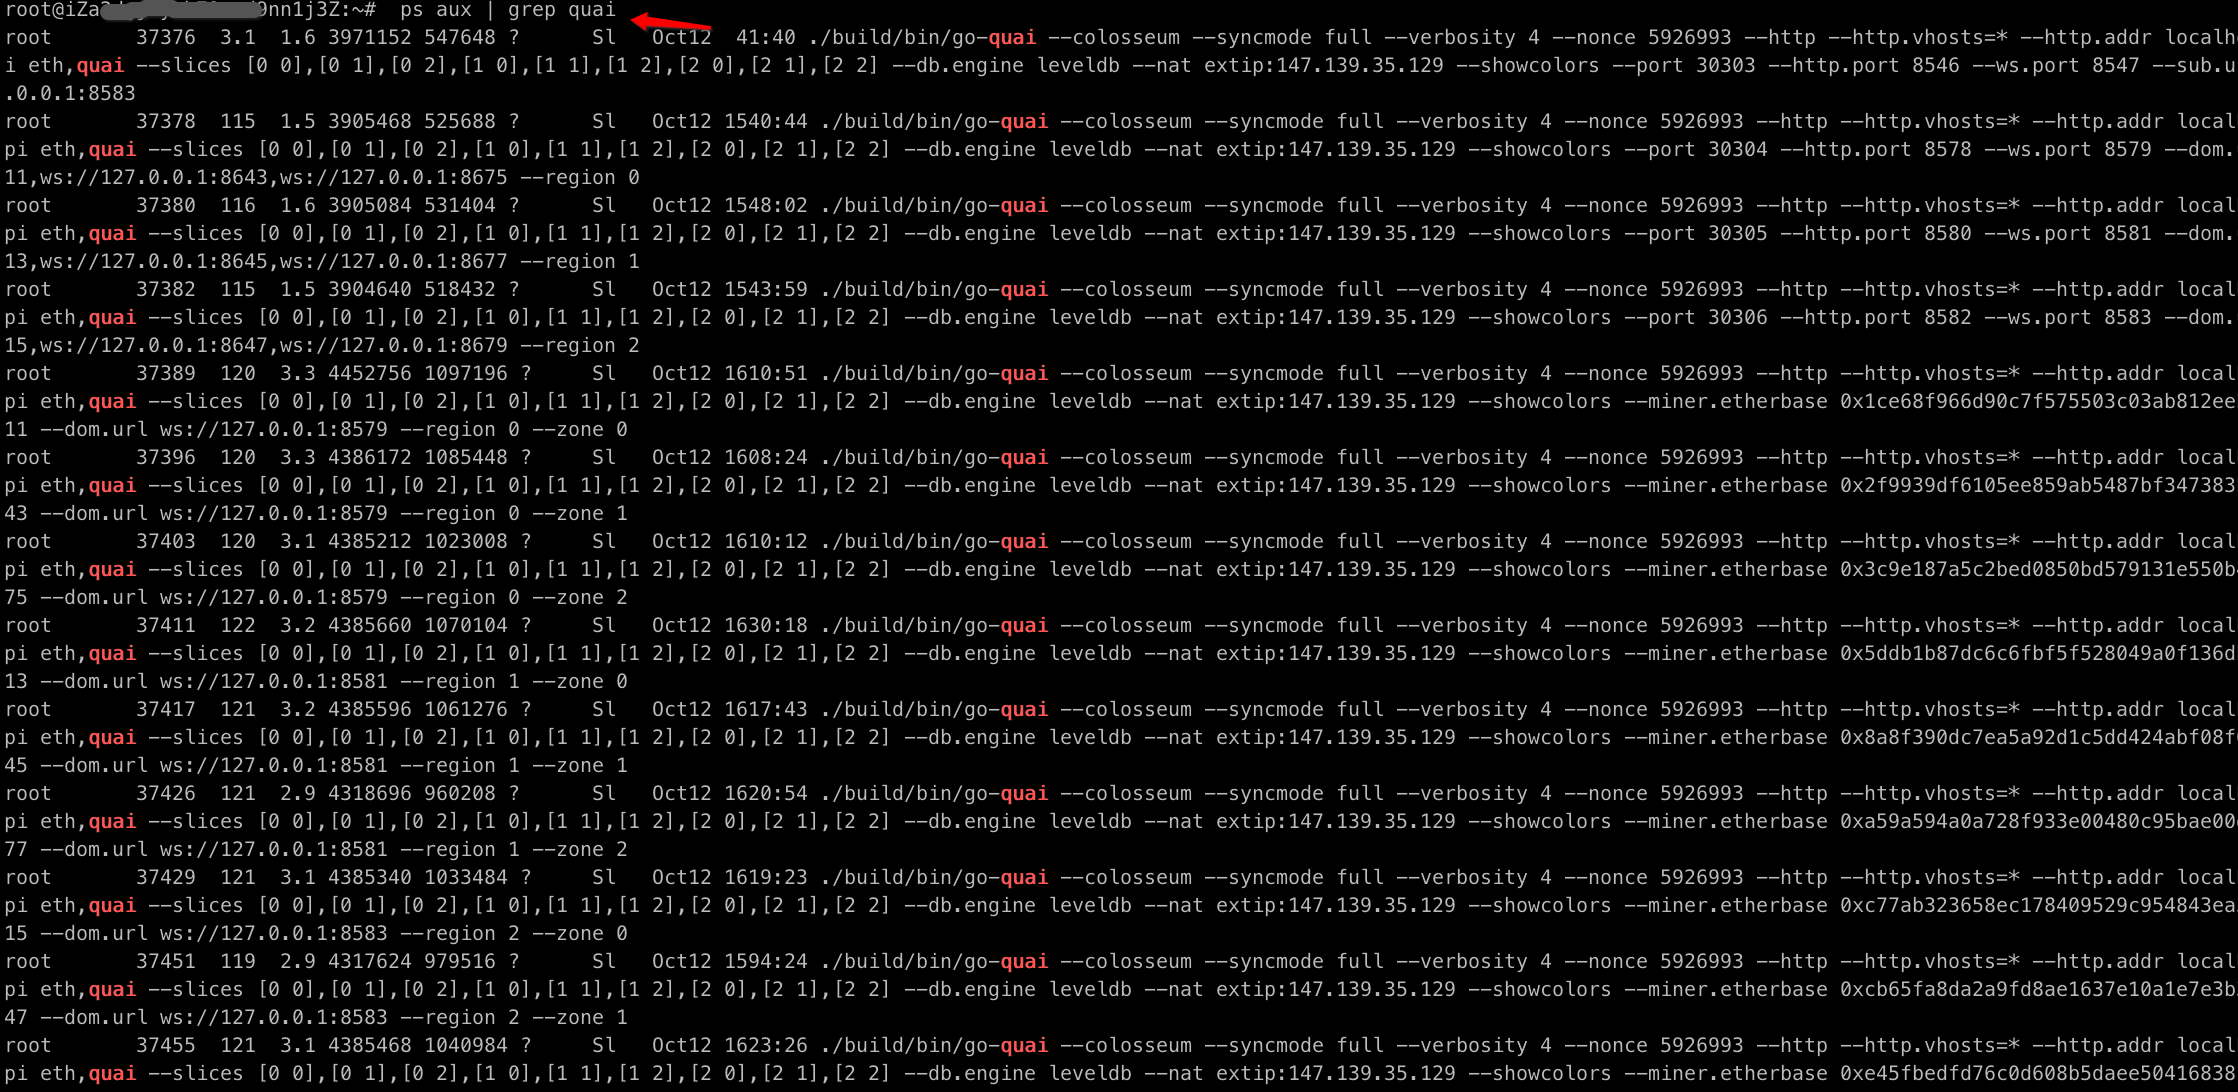 root@iZa 9nn1j3Z:~#  ps aux | grep quai
root       37376  3.1  1.6 3971152 547648 ?      Sl   Oct12  41:40 ./build/bin/go-quai --colosseum --syncmode full --verbosity 4 --nonce 5926993 --http --http.vhosts=* --http.addr localh
i eth,quai --slices [0 0],[0 1],[0 2],[1 0],[1 1],[1 2],[2 0],[2 1],[2 2] --db.engine leveldb --nat extip:147.139.35.129 --showcolors --port 30303 --http.port 8546 --ws.port 8547 --sub.u
.0.0.1:8583
root       37378  115  1.5 3905468 525688 ?      Sl   Oct12 1540:44 ./build/bin/go-quai --colosseum --syncmode full --verbosity 4 --nonce 5926993 --http --http.vhosts=* --http.addr local
pi eth,quai --slices [0 0],[0 1],[0 2],[1 0],[1 1],[1 2],[2 0],[2 1],[2 2] --db.engine leveldb --nat extip:147.139.35.129 --showcolors --port 30304 --http.port 8578 --ws.port 8579 --dom.
11,ws://127.0.0.1:8643,ws://127.0.0.1:8675 --region 0
root       37380  116  1.6 3905084 531404 ?      Sl   Oct12 1548:02 ./build/bin/go-quai --colosseum --syncmode full --verbosity 4 --nonce 5926993 --http --http.vhosts=* --http.addr local
pi eth,quai --slices [0 0],[0 1],[0 2],[1 0],[1 1],[1 2],[2 0],[2 1],[2 2] --db.engine leveldb --nat extip:147.139.35.129 --showcolors --port 30305 --http.port 8580 --ws.port 8581 --dom.
13,ws://127.0.0.1:8645,ws://127.0.0.1:8677 --region 1
root       37382  115  1.5 3904640 518432 ?      Sl   Oct12 1543:59 ./build/bin/go-quai --colosseum --syncmode full --verbosity 4 --nonce 5926993 --http --http.vhosts=* --http.addr local
pi eth,quai --slices [0 0],[0 1],[0 2],[1 0],[1 1],[1 2],[2 0],[2 1],[2 2] --db.engine leveldb --nat extip:147.139.35.129 --showcolors --port 30306 --http.port 8582 --ws.port 8583 --dom.
15,ws://127.0.0.1:8647,ws://127.0.0.1:8679 --region 2
root       37389  120  3.3 4452756 1097196 ?     Sl   Oct12 1610:51 ./build/bin/go-quai --colosseum --syncmode full --verbosity 4 --nonce 5926993 --http --http.vhosts=* --http.addr local
pi eth,quai --slices [0 0],[0 1],[0 2],[1 0],[1 1],[1 2],[2 0],[2 1],[2 2] --db.engine leveldb --nat extip:147.139.35.129 --showcolors --miner.etherbase 0x1ce68f966d90c7f575503c03ab812ee
11 --dom.url ws://127.0.0.1:8579 --region 0 --zone 0
root       37396  120  3.3 4386172 1085448 ?     Sl   Oct12 1608:24 ./build/bin/go-quai --colosseum --syncmode full --verbosity 4 --nonce 5926993 --http --http.vhosts=* --http.addr local
pi eth,quai --slices [0 0],[0 1],[0 2],[1 0],[1 1],[1 2],[2 0],[2 1],[2 2] --db.engine leveldb --nat extip:147.139.35.129 --showcolors --miner.etherbase 0x2f9939df6105ee859ab5487bf347383
43 --dom.url ws://127.0.0.1:8579 --region 0 --zone 1
root       37403  120  3.1 4385212 1023008 ?     Sl   Oct12 1610:12 ./build/bin/go-quai --colosseum --syncmode full --verbosity 4 --nonce 5926993 --http --http.vhosts=* --http.addr local
pi eth,quai --slices [0 0],[0 1],[0 2],[1 0],[1 1],[1 2],[2 0],[2 1],[2 2] --db.engine leveldb --nat extip:147.139.35.129 --showcolors --miner.etherbase 0x3c9e187a5c2bed0850bd579131e550b
75 --dom.url ws://127.0.0.1:8579 --region 0 --zone 2
root       37411  122  3.2 4385660 1070104 ?     Sl   Oct12 1630:18 ./build/bin/go-quai --colosseum --syncmode full --verbosity 4 --nonce 5926993 --http --http.vhosts=* --http.addr local
pi eth,quai --slices [0 0],[0 1],[0 2],[1 0],[1 1],[1 2],[2 0],[2 1],[2 2] --db.engine leveldb --nat extip:147.139.35.129 --showcolors --miner.etherbase 0x5ddb1b87dc6c6fbf5f528049a0f136d
13 --dom.url ws://127.0.0.1:8581 --region 1 --zone 0
root       37417  121  3.2 4385596 1061276 ?     Sl   Oct12 1617:43 ./build/bin/go-quai --colosseum --syncmode full --verbosity 4 --nonce 5926993 --http --http.vhosts=* --http.addr local
pi eth,quai --slices [0 0],[0 1],[0 2],[1 0],[1 1],[1 2],[2 0],[2 1],[2 2] --db.engine leveldb --nat extip:147.139.35.129 --showcolors --miner.etherbase 0x8a8f390dc7ea5a92d1c5dd424abf08f
45 --dom.url ws://127.0.0.1:8581 --region 1 --zone 1
root       37426  121  2.9 4318696 960208 ?      Sl   Oct12 1620:54 ./build/bin/go-quai --colosseum --syncmode full --verbosity 4 --nonce 5926993 --http --http.vhosts=* --http.addr local
pi eth,quai --slices [0 0],[0 1],[0 2],[1 0],[1 1],[1 2],[2 0],[2 1],[2 2] --db.engine leveldb --nat extip:147.139.35.129 --showcolors --miner.etherbase 0xa59a594a0a728f933e00480c95bae00
77 --dom.url ws://127.0.0.1:8581 --region 1 --zone 2
root       37429  121  3.1 4385340 1033484 ?     Sl   Oct12 1619:23 ./build/bin/go-quai --colosseum --syncmode full --verbosity 4 --nonce 5926993 --http --http.vhosts=* --http.addr local
pi eth,quai --slices [0 0],[0 1],[0 2],[1 0],[1 1],[1 2],[2 0],[2 1],[2 2] --db.engine leveldb --nat extip:147.139.35.129 --showcolors --miner.etherbase 0xc77ab323658ec178409529c954843ea
15 --dom.url ws://127.0.0.1:8583 --region 2 --zone 0
root       37451  119  2.9 4317624 979516 ?      Sl   Oct12 1594:24 ./build/bin/go-quai --colosseum --syncmode full --verbosity 4 --nonce 5926993 --http --http.vhosts=* --http.addr local
pi eth,quai --slices [0 0],[0 1],[0 2],[1 0],[1 1],[1 2],[2 0],[2 1],[2 2] --db.engine leveldb --nat extip:147.139.35.129 --showcolors --miner.etherbase 0xcb65fa8da2a9fd8ae1637e10a1e7e3b
47 --dom.url ws://127.0.0.1:8583 --region 2 --zone 1
root       37455  121  3.1 4385468 1040984 ?     Sl   Oct12 1623:26 ./build/bin/go-quai --colosseum --syncmode full --verbosity 4 --nonce 5926993 --http --http.vhosts=* --http.addr local
pi eth,quai --slices [0 0],[0 1],[0 2],[1 0],[1 1],[1 2],[2 0],[2 1],[2 2] --db.engine leveldb --nat extip:147.139.35.129 --showcolors --miner.etherbase 0xe45fbedfd76c0d608b5daee50416838